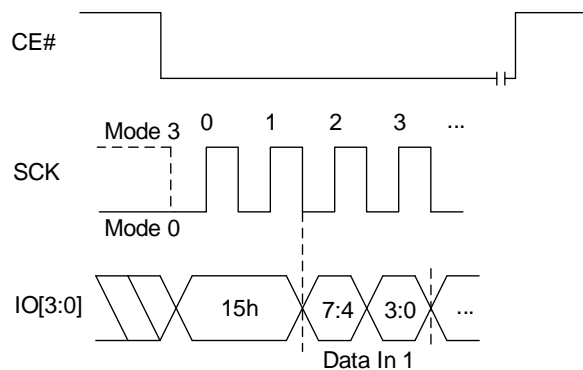 CE#
0 1 2 3 ...
Mode 3
SCK
Mode 0
IO[3:0] 15h 7:4 3:0 ...
Data In 1